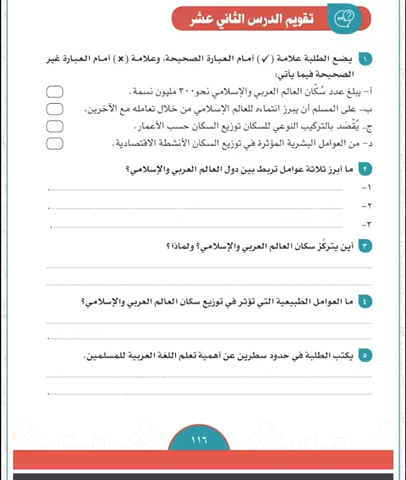 تقويم الدرس الثاني عشر
١ يضع الطلبة علامة (✓) أمام العبارة الصحيحة، وعلامة (×) أمام العبارة غير
الصحيحة فيما يأتي:
أ- يبلغ عدد سُكّان العالم العربي والإسلامي نحو ٣٠٠ مليون نسمة.
ب- على المسلم أن يبرز انتماءه للعالم الإسلامي من خلال تعامله مع الآخرين.
ج- يُقْصَد بالتركيب النوعي للسكان توزيع السكان حسب الأعمار.
د- من العوامل البشرية المؤثرة في توزيع السكان الأنشطة الاقتصادية.
٢ ما أبرز ثلاثة عوامل تربط بين دول العالم العربي والإسلامي؟
١-
٢-
٣-
٣ أين يتركّز سكان العالم العربي والإسلامي؟ ولماذا؟
٤ ما العوامل الطبيعية التي تؤثر في توزيع سكان العالم العربي والإسلامي؟
٥ يكتب الطلبة في حدود سطرين عن أهمية تعلم اللغة العربية للمسلمين.
١١٦